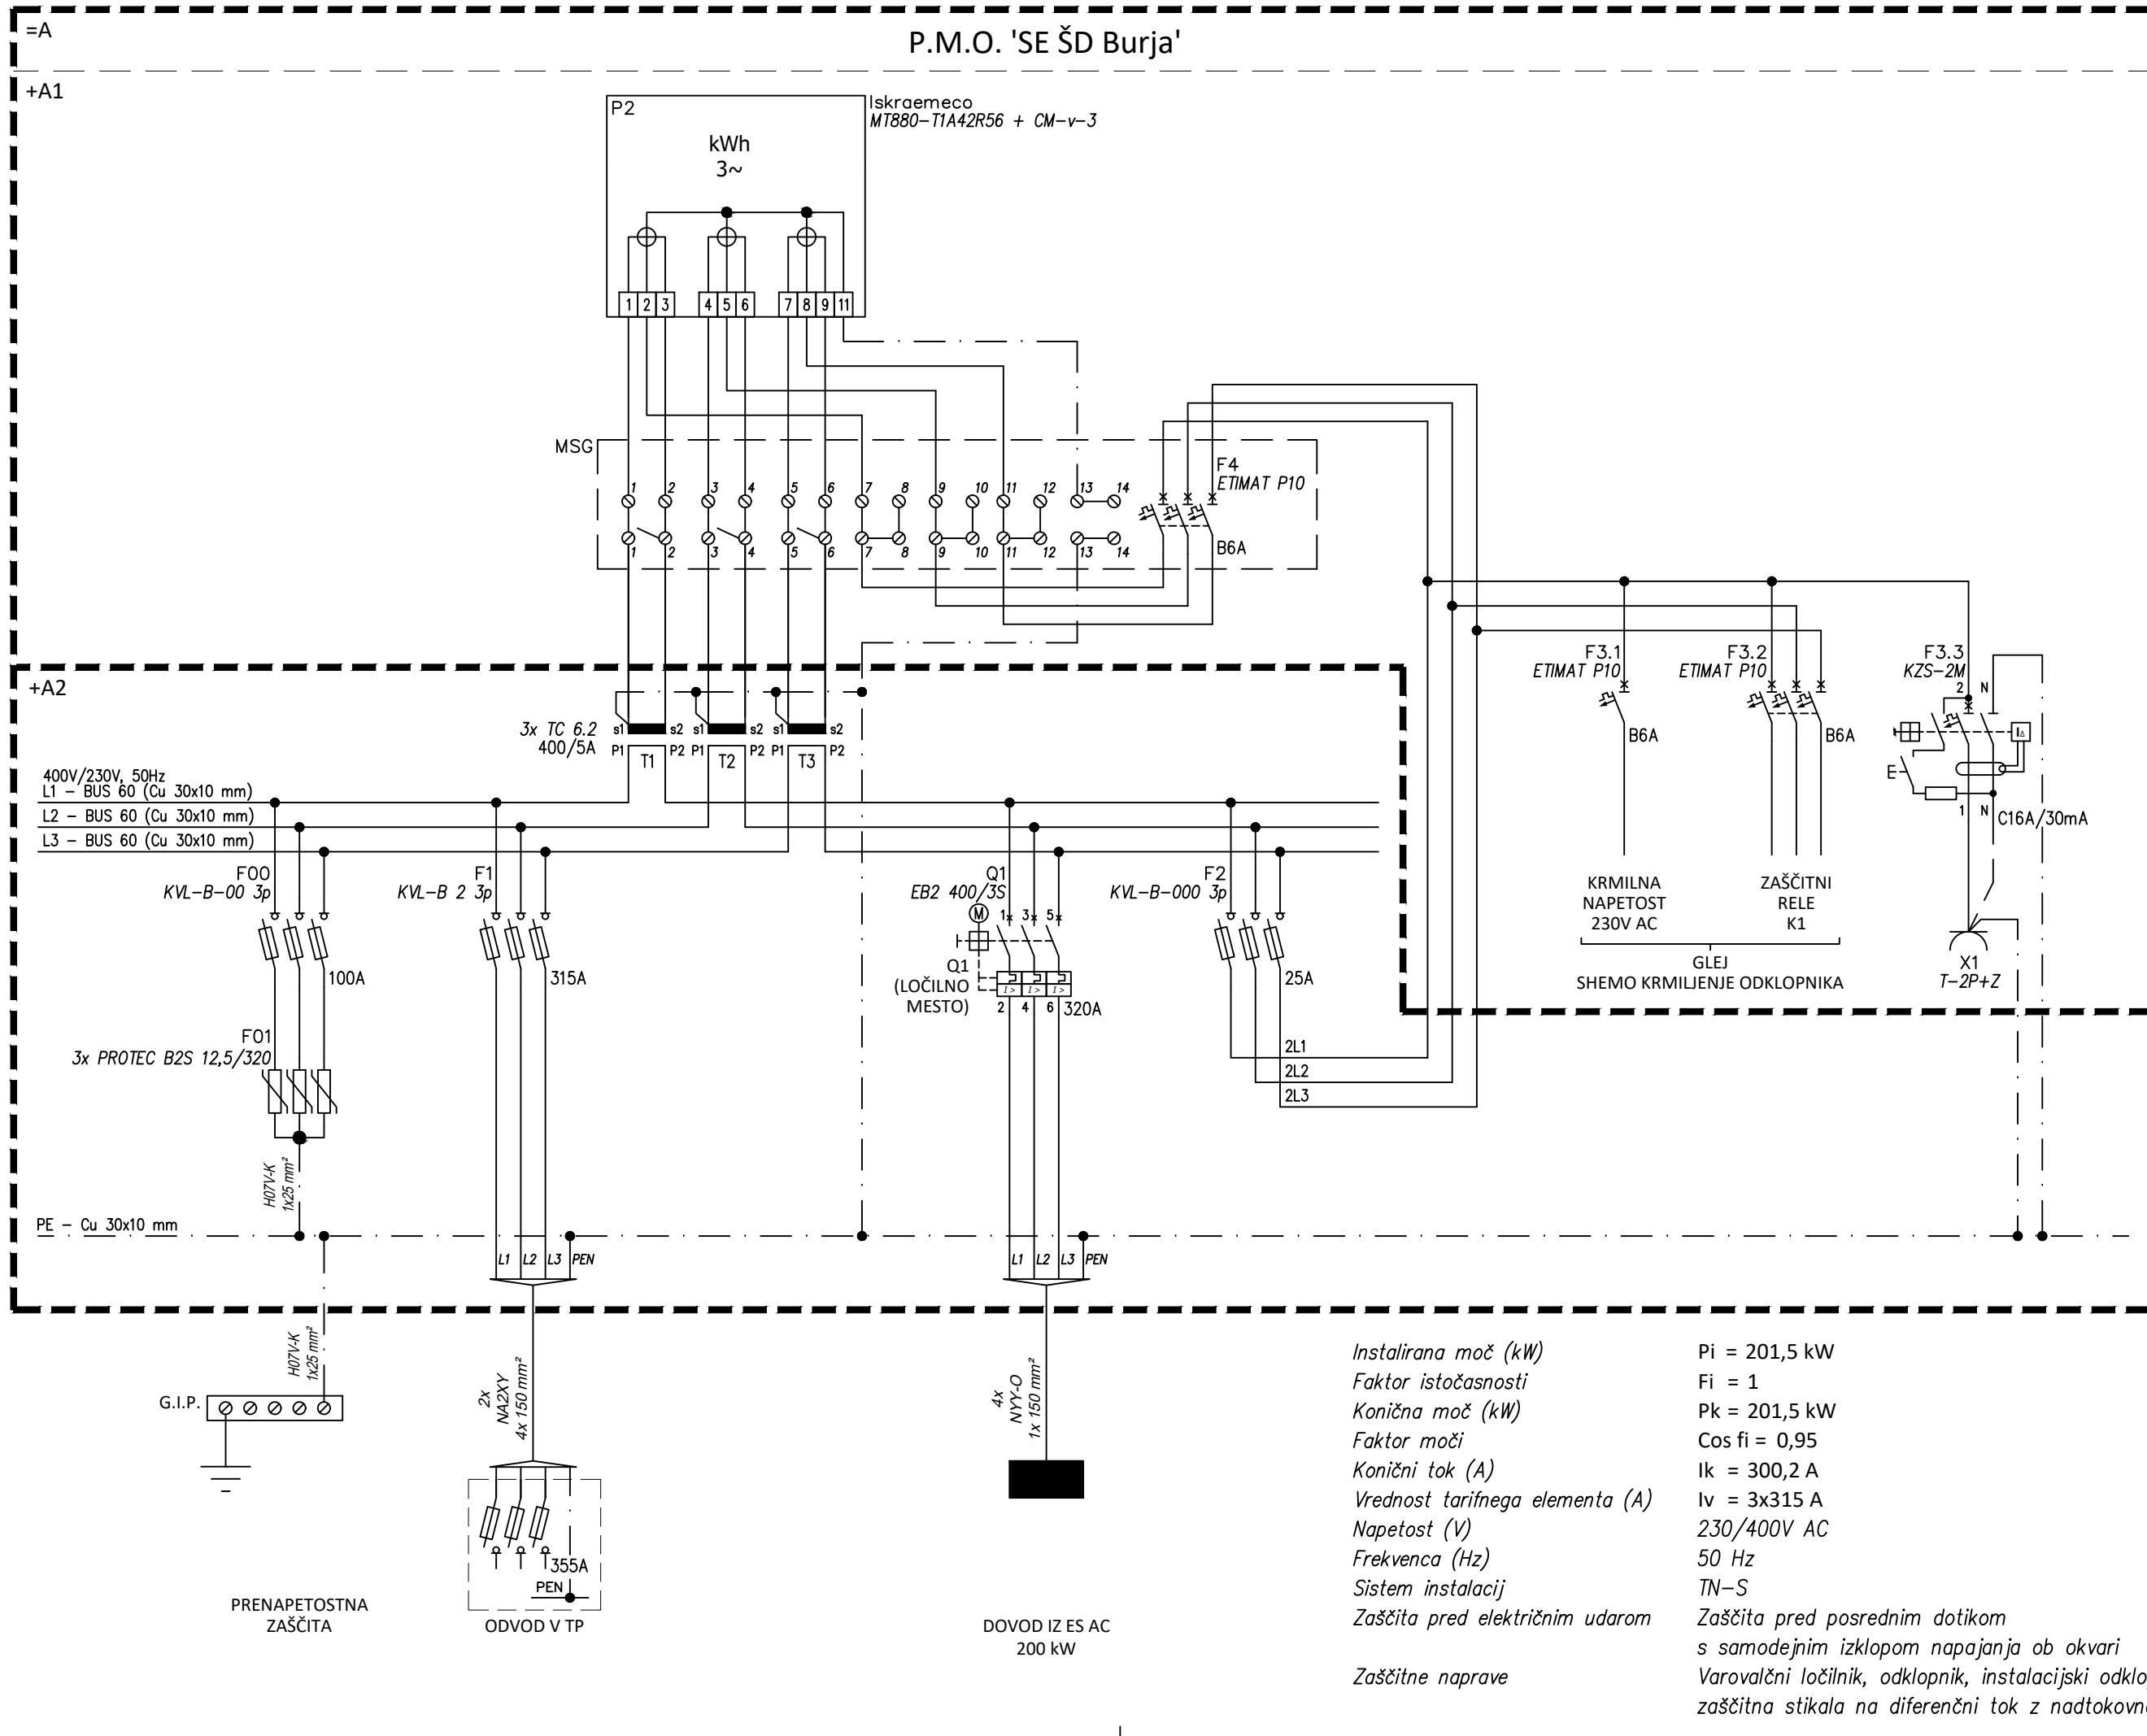 =A
P.M.O. 'SE ŠD Burja'
+A1
P2
Iskraemeco
MT880-T1A42R56 + CM-v-3
kWh
3~
1 2 3 4 5 6 7 8 9 11
MSG
F4
ETIMAT P10
1 2 3 4 5 6 7 8 9 10 11 12 13 14
1 2 3 4 5 6 7 8 9 10 11 12 13 14
B6A
F3.1
ETIMAT P10
B6A
F3.2
ETIMAT P10
B6A
F3.3
KZS-2M
2 N
I∆
E
1 N
C16A/30mA
+A2
3x TC 6.2
400/5A
s1 s2 s1 s2 s1 s2
P1 P2 P1 P2 P1 P2
T1 T2 T3
400V/230V, 50Hz
L1 - BUS 60 (Cu 30x10 mm)
L2 - BUS 60 (Cu 30x10 mm)
L3 - BUS 60 (Cu 30x10 mm)
F00
KVL-B-00 3p
100A
F1
KVL-B 2 3p
315A
Q1
EB2 400/3S
M
1 3 5
Q1
(LOČILNO
MESTO)
I> I> I>
2 4 6
320A
F2
KVL-B-000 3p
25A
KRMILNA
NAPETOST
230V AC
ZAŠČITNI
RELE
K1
GLEJ
SHEMO KRMILJENJE ODKLOPNIKA
X1
T-2P+Z
F01
3x PROTEC B2S 12,5/320
2L1
2L2
2L3
H07V-K
1x25 mm²
PE - Cu 30x10 mm
L1 L2 L3 PEN
L1 L2 L3 PEN
H07V-K
1x25 mm²
G.I.P.
2x
NA2XY
4x 150 mm²
4x
NYY-O
1x 150 mm²
355A
PEN
PRENAPETOSTNA
ZAŠČITA
ODVOD V TP
DOVOD IZ ES AC
200 kW
Instalirana moč (kW) Pi = 201,5 kW
Faktor istočasnosti Fi = 1
Konična moč (kW) Pk = 201,5 kW
Faktor moči Cos fi = 0,95
Konični tok (A) Ik = 300,2 A
Vrednost tarifnega elementa (A) Iv = 3x315 A
Napetost (V) 230/400V AC
Frekvenca (Hz) 50 Hz
Sistem instalacij TN-S
Zaščita pred električnim udarom Zaščita pred posrednim dotikom
s samodejnim izklopom napajanja ob okvari
Zaščitne naprave Varovalčni ločilnik, odklopnik, instalacijski odklo
zaščitna stikala na diferenčni tok z nadtokovn